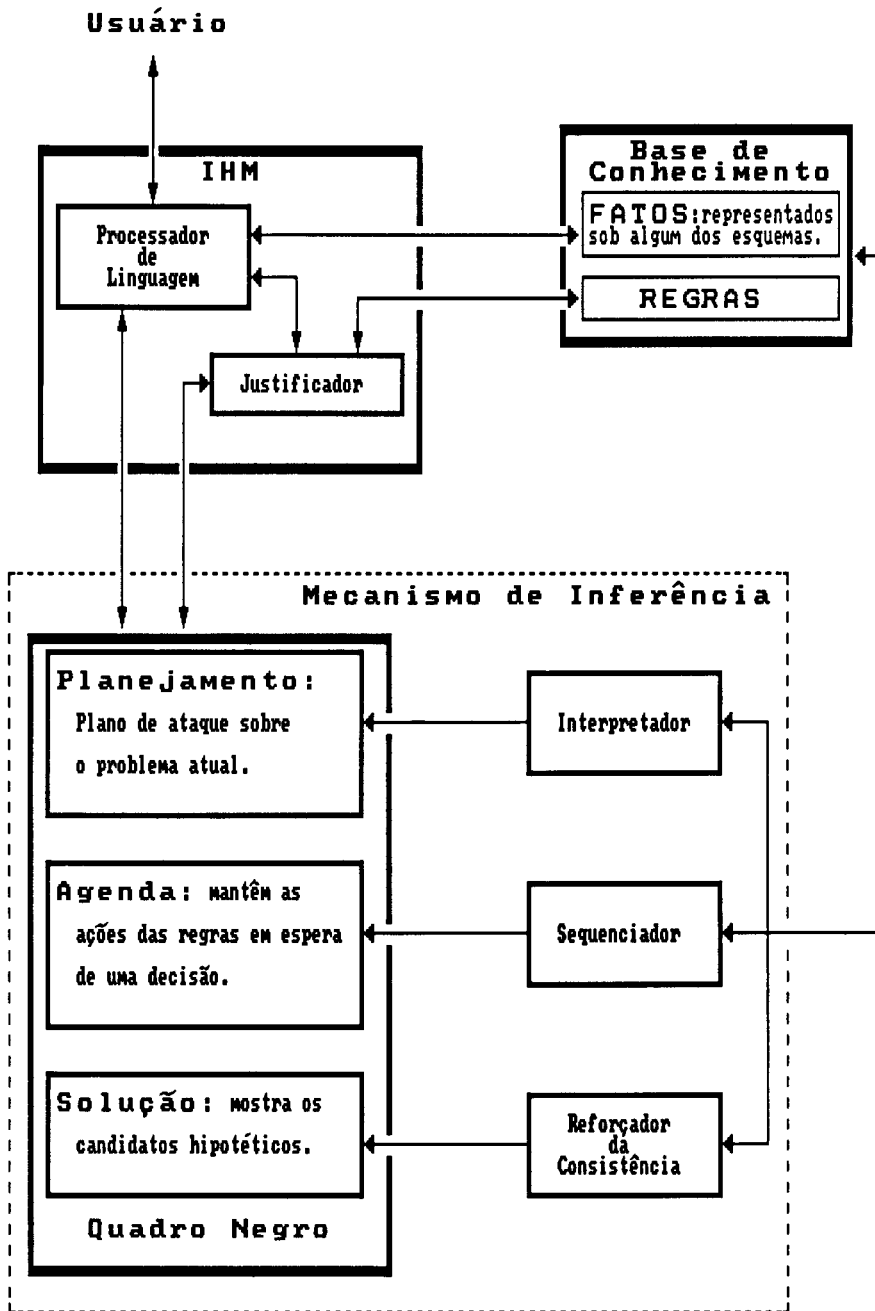 Usuário
IHM
Processador
de
Linguagem
Justificador
Base de
Conhecimento
FATOS:representados
sob algum dos esquemas.
REGRAS
Mecanismo de Inferência
Planejamento:
Plano de ataque sobre
o problema atual.
Interpretador
Agenda: mantêm as
ações das regras em espera
de uma decisão.
Sequenciador
Solução: mostra os
candidatos hipotéticos.
Reforçador
da
Consistência
Quadro Negro